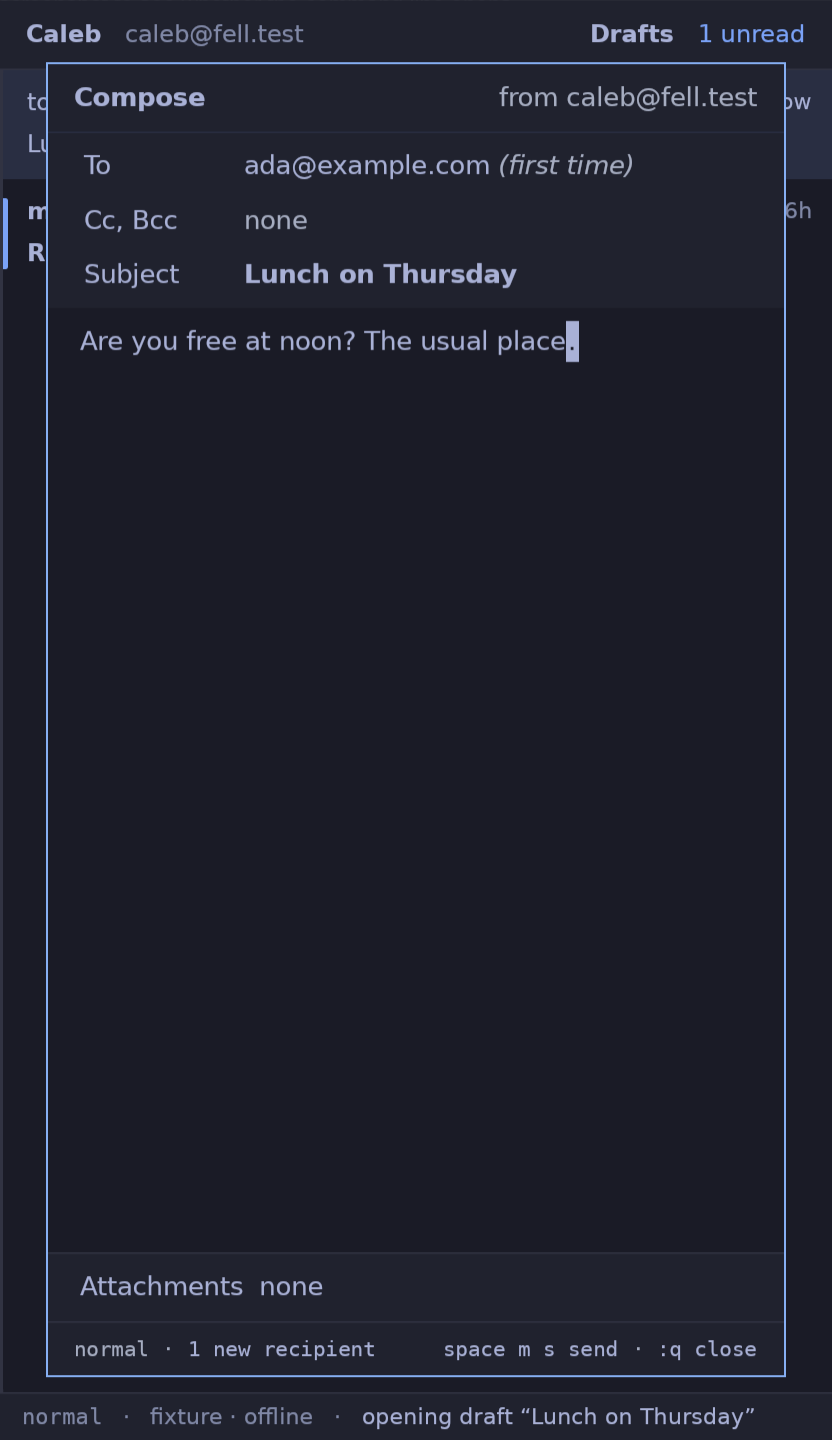 Caleb caleb@fell.test Drafts 1 unread
Compose from caleb@fell.test
To ada@example.com (first time)
Cc, Bcc none
Subject Lunch on Thursday
Are you free at noon? The usual place.
6h
Attachments none
normal · 1 new recipient space m s send · :q close
normal · fixture · offline · opening draft “Lunch on Thursday”